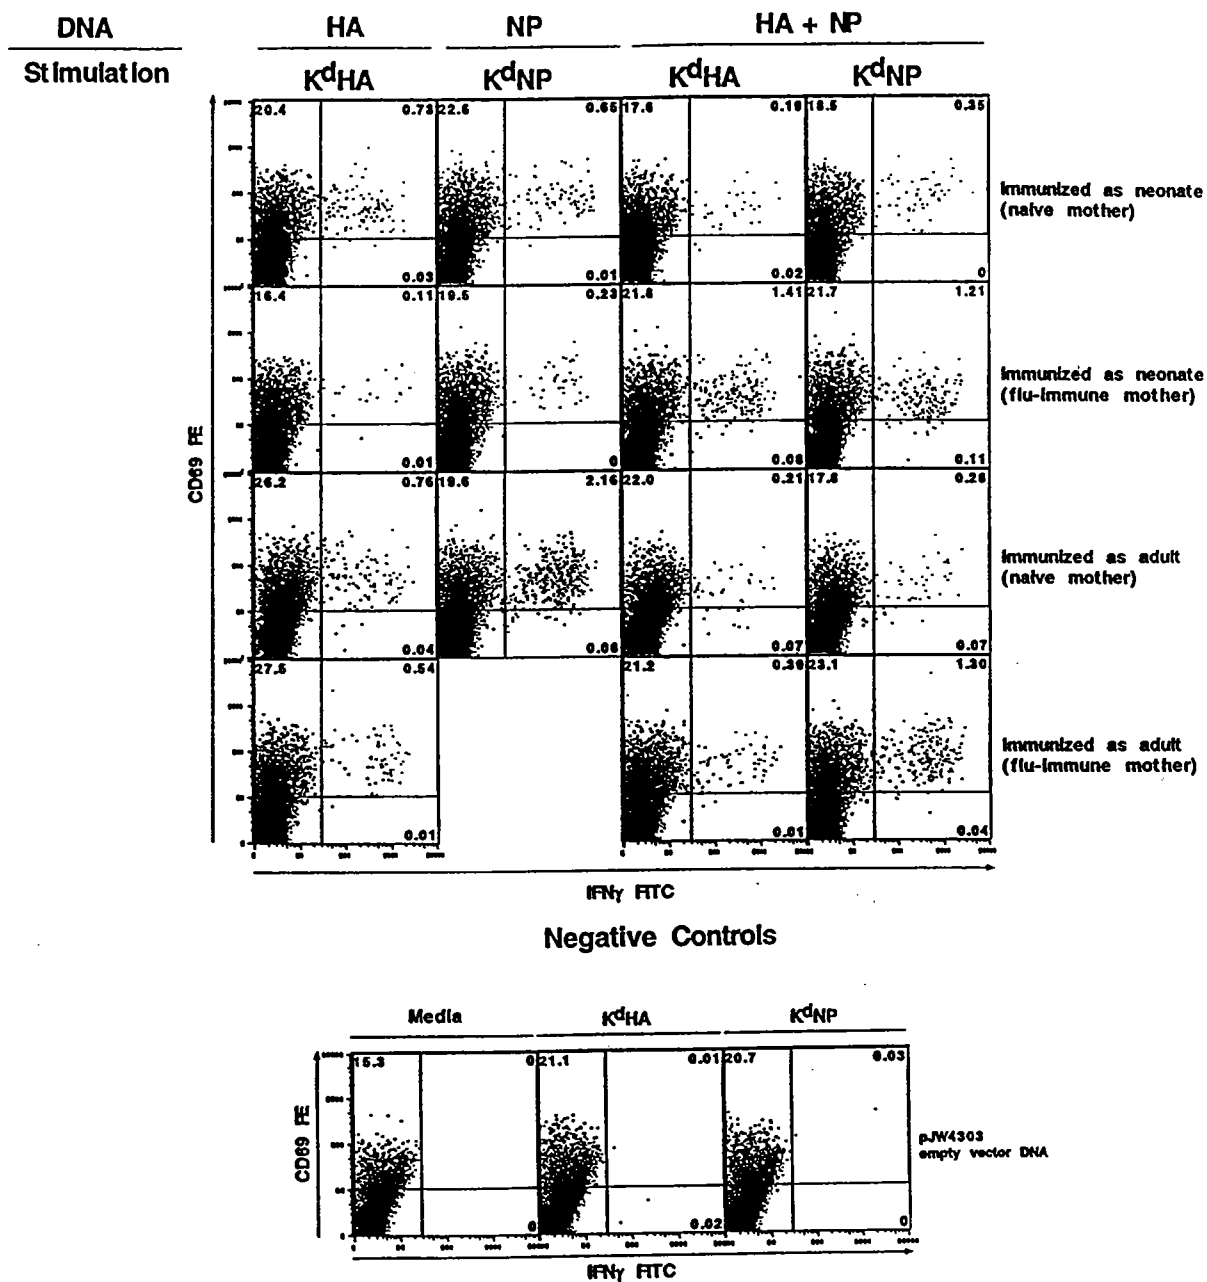 DNA HA NP HA + NP
Stimulation KdHA KdNP KdHA KdNP
20.4 0.73 22.5 0.65 17.6 0.19 18.5 0.35
Immunized as neonate
(naive mother)
0.03 0.01 0.02 0
16.4 0.11 19.5 0.23 21.8 1.41 21.7 1.21
Immunized as neonate
(flu-immune mother)
0.01 0 0.08 0.11
CD69 PE
26.2 0.76 19.6 2.16 22.0 0.21 17.8 0.28
Immunized as adult
(naive mother)
0.04 0.06 0.07 0.07
27.5 0.54 21.2 0.39 23.1 1.30
Immunized as adult
(flu-immune mother)
0.01 0.01 0.04
IFNγ FITC
Negative Controls
Media KdHA KdNP
15.3 0 21.1 0.01 20.7 0.03
CD69 PE
pJW4303
empty vector DNA
0 0.02 0
IFNγ FITC